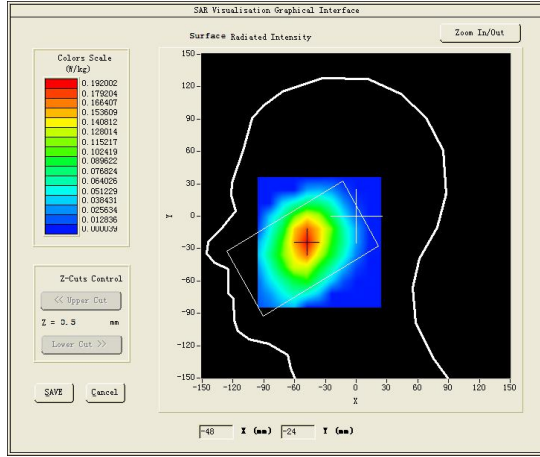 SAR Visualisation Graphical Interface
Surface Radiated Intensity
Zoom In/Out
Colors Scale
(W/kg)
0.192002
0.179204
0.166407
0.153609
0.140812
0.128014
0.115217
0.102419
0.089622
0.076824
0.064026
0.051229
0.038431
0.025634
0.012836
0.000039
150
120
90
60
30
0
-30
-60
-90
-120
-150
Y
-150 -120 -90 -60 -30 0 30 60 90 120 150
X
Z-Cuts Control
<< Upper Cut
Z = 3.5 mm
Lower Cut >>
SAVE Cancel
-48 X (mm) -24 Y (mm)